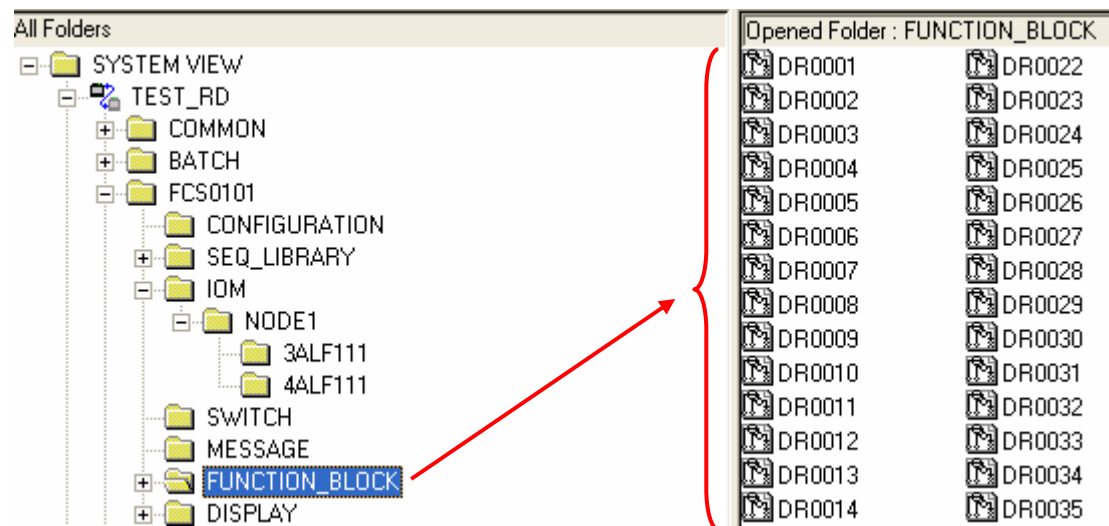 All Folders
SYSTEM VIEW
TEST_RD
COMMON
BATCH
FCS0101
CONFIGURATION
SEQ_LIBRARY
IOM
NODE1
3ALF111
4ALF111
SWITCH
MESSAGE
FUNCTION_BLOCK
DISPLAY
Opened Folder : FUNCTION_BLOCK
DR0001 DR0022
DR0002 DR0023
DR0003 DR0024
DR0004 DR0025
DR0005 DR0026
DR0006 DR0027
DR0007 DR0028
DR0008 DR0029
DR0009 DR0030
DR0010 DR0031
DR0011 DR0032
DR0012 DR0033
DR0013 DR0034
DR0014 DR0035